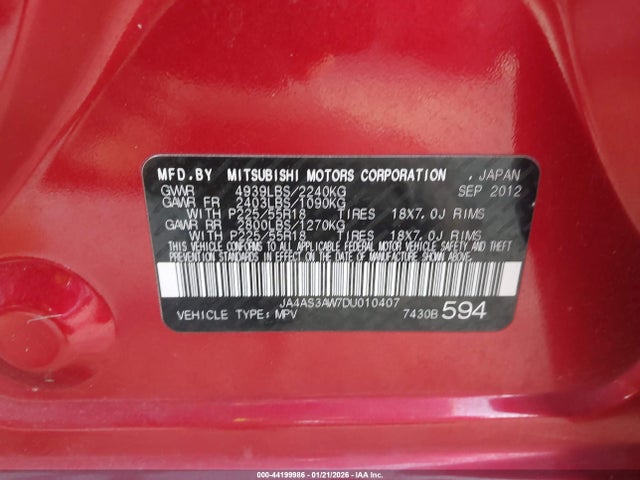 MFD.BY MITSUBISHI MOTORS CORPORATION , JAPAN
GVWR 4939LBS/2240KG SEP 2012
GAWR FR 2403LBS/1090KG
WITH P225/55R18 TIRES 18X7.0J RIMS
GAWR RR 2800LBS/1270KG
WITH P225/55R18 TIRES 18X7.0J RIMS
THIS VEHICLE CONFORMS TO ALL APPLICABLE FEDERAL MOTOR VEHICLE SAFETY AND THEFT
PREVENTION STANDARDS IN EFFECT ON THE DATE OF MANUFACTURE SHOWN ABOVE.
JA4AS3AW7DU010407
VEHICLE TYPE: MPV 7430B 594
000-44199986 - 01/21/2026 - IAA Inc.